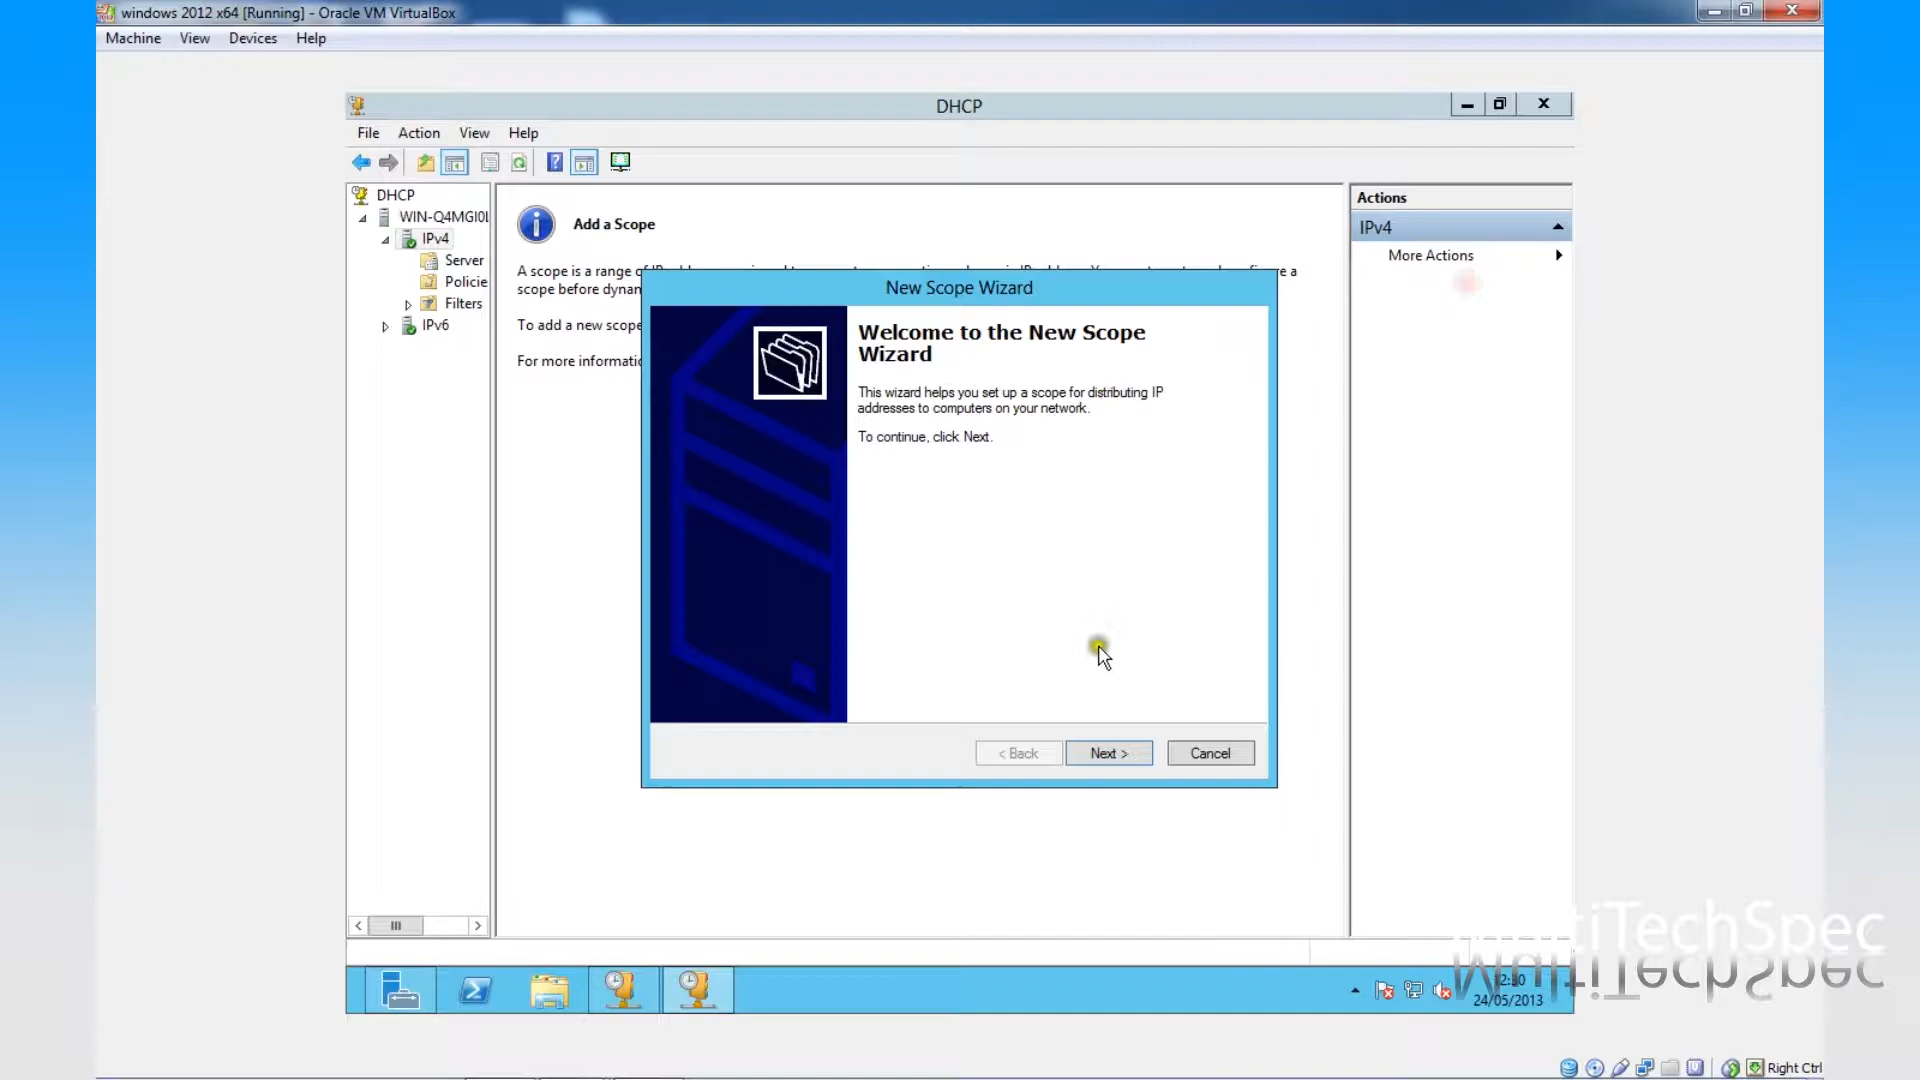 windows 2012 x64 [Running] - Oracle VM VirtualBox
Machine View Devices Help
DHCP
File Action View Help
DHCP
WIN-Q4MGI0L
IPv4
Server
Policie
Filters
IPv6
Add a Scope
A scope is a range of
scope before dynan
To add a new scope
For more informatic
New Scope Wizard
Welcome to the New Scope
Wizard
This wizard helps you set up a scope for distributing IP
addresses to computers on your network.
To continue, click Next.
< Back Next > Cancel
Actions
IPv4
More Actions
24/05/2013
MultiTechSpec
Right Ctrl